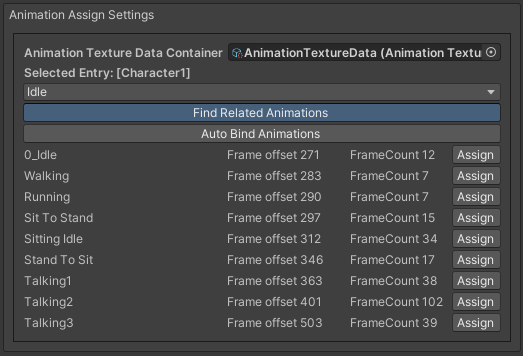 Animation Assign Settings
Animation Texture Data Container AnimationTextureData (Animation Textu
Selected Entry: [Character1]
Idle
Find Related Animations
Auto Bind Animations
0_Idle Frame offset 271 FrameCount 12 Assign
Walking Frame offset 283 FrameCount 7 Assign
Running Frame offset 290 FrameCount 7 Assign
Sit To Stand Frame offset 297 FrameCount 15 Assign
Sitting Idle Frame offset 312 FrameCount 34 Assign
Stand To Sit Frame offset 346 FrameCount 17 Assign
Talking1 Frame offset 363 FrameCount 38 Assign
Talking2 Frame offset 401 FrameCount 102 Assign
Talking3 Frame offset 503 FrameCount 39 Assign